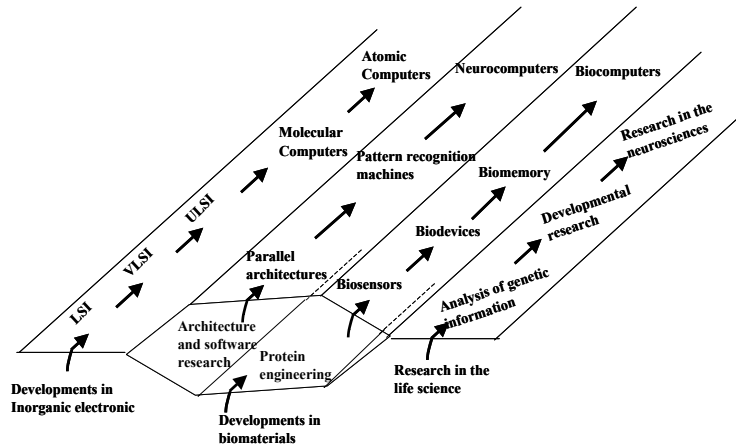 Atomic
Computers
Neurocomputers
Biocomputers
Molecular
Computers
Pattern recognition
machines
Biomemory
Research in the
neurosciences
ULSI
VLSI
LSI
Parallel
architectures
Biodevices
Developmental
research
Biosensors
Analysis of genetic
information
Architecture
and software
research
Protein
engineering
Developments in
Inorganic electronic
Developments in
biomaterials
Research in the
life science